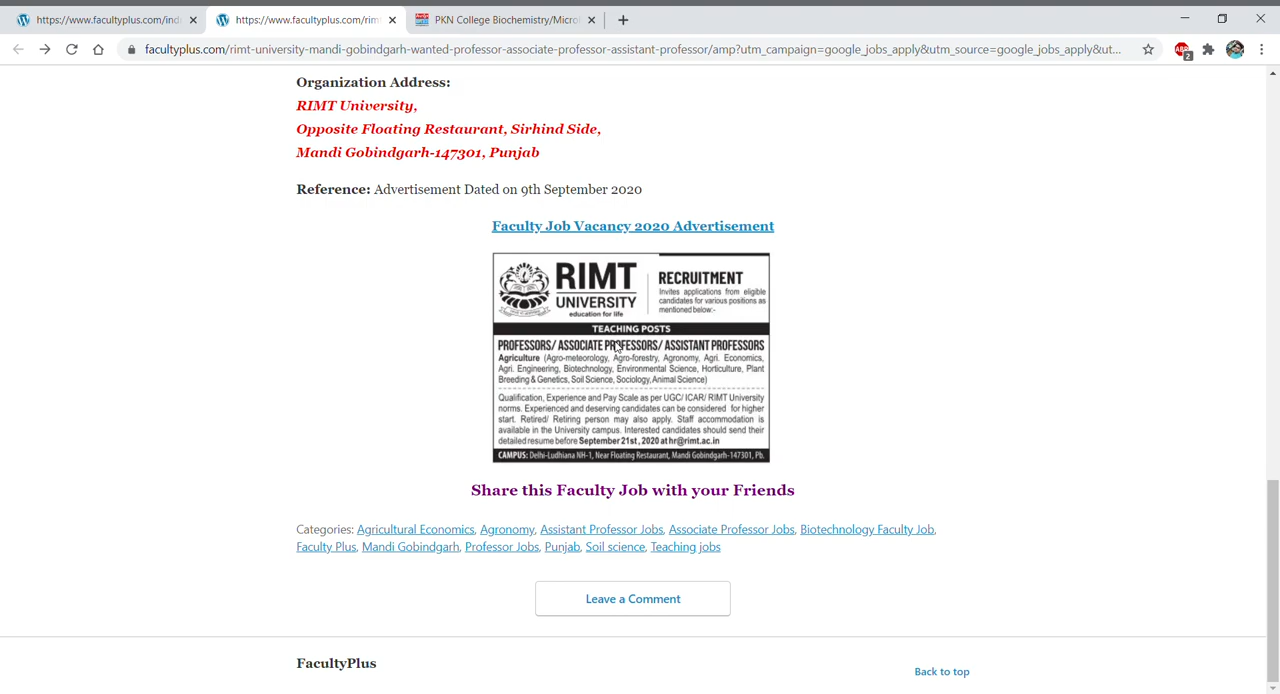 https://www.facultyplus.com/ind
https://www.facultyplus.com/rim
PKN College Biochemistry/Micro
facultyplus.com/rimt-university-mandi-gobindgarh-wanted-professor-associate-professor-assistant-professor/amp?utm_campaign=google_jobs_apply&utm_source=google_jobs_apply&ut...
ABP
2
Organization Address:
RIMT University,
Opposite Floating Restaurant, Sirhind Side,
Mandi Gobindgarh-147301, Punjab
Reference: Advertisement Dated on 9th September 2020
Faculty Job Vacancy 2020 Advertisement
RIMT
UNIVERSITY
education for life
RECRUITMENT
Invites applications from eligible
candidates for various positions as
mentioned below:-
TEACHING POSTS
PROFESSORS/ ASSOCIATE PROFESSORS/ ASSISTANT PROFESSORS
Agriculture (Agro-meteorology, Agro-forestry, Agronomy, Agri. Economics,
Agri. Engineering, Biotechnology, Environmental Science, Horticulture, Plant
Breeding & Genetics, Soil Science, Sociology, Animal Science)
Qualification, Experience and Pay Scale as per UGC/ ICAR/ RIMT University
norms. Experienced and deserving candidates can be considered for higher
start. Retired/ Retiring person may also apply. Staff accommodation is
available in the University campus. Interested candidates should send their
detailed resume before September 21st, 2020 at hr@rimt.ac.in
CAMPUS: Delhi-Ludhiana NH-1, Near Floating Restaurant, Mandi Gobindgarh-147301, Pb.
Share this Faculty Job with your Friends
Categories: Agricultural Economics, Agronomy, Assistant Professor Jobs, Associate Professor Jobs, Biotechnology Faculty Job,
Faculty Plus, Mandi Gobindgarh, Professor Jobs, Punjab, Soil science, Teaching jobs
Leave a Comment
FacultyPlus
Back to top